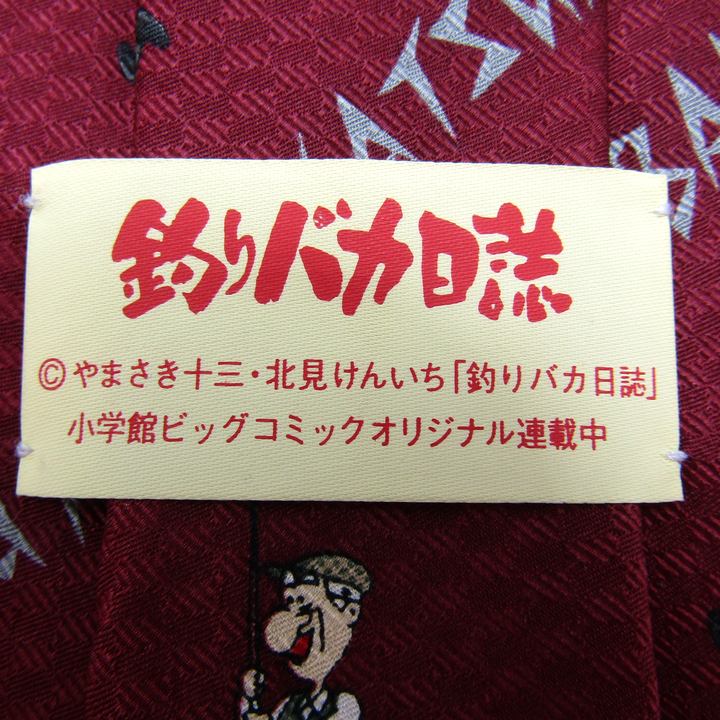 釣りバカ日誌
©やまさき十三・北見けんいち「釣りバカ日誌」
小学館ビッグコミックオリジナル連載中